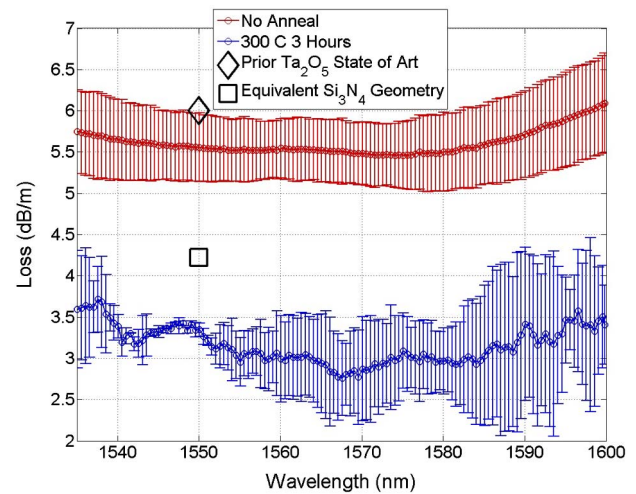 No Anneal
300 C 3 Hours
Prior Ta2O5 State of Art
Equivalent Si3N4 Geometry
Loss (dB/m)
7
6.5
6
5.5
5
4.5
4
3.5
3
2.5
2
1540 1550 1560 1570 1580 1590 1600
Wavelength (nm)